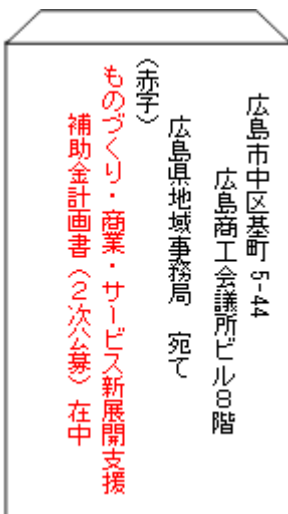 広島市中区基町 5-44
広島商工会議所ビル8階
広島県地域事務局 宛て
(赤字)
ものづくり・商業・サービス新展開支援
補助金計画書(2次公募)在中